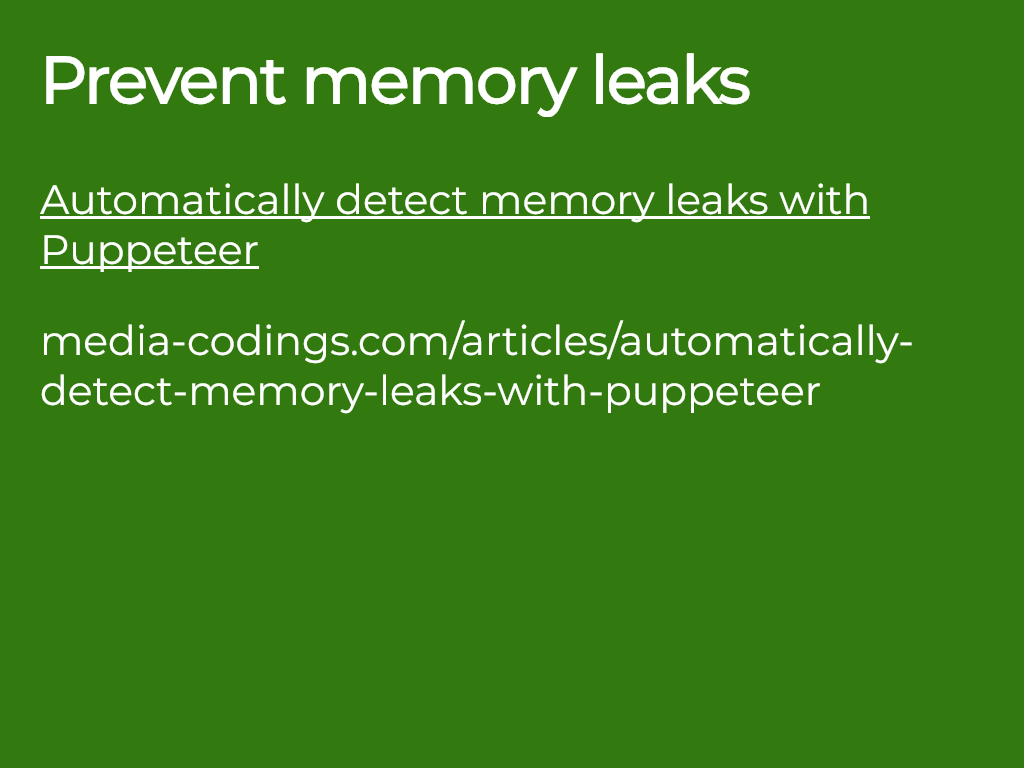 Prevent memory leaks
Automatically detect memory leaks with
Puppeteer
media-codings.com/articles/automatically-
detect-memory-leaks-with-puppeteer